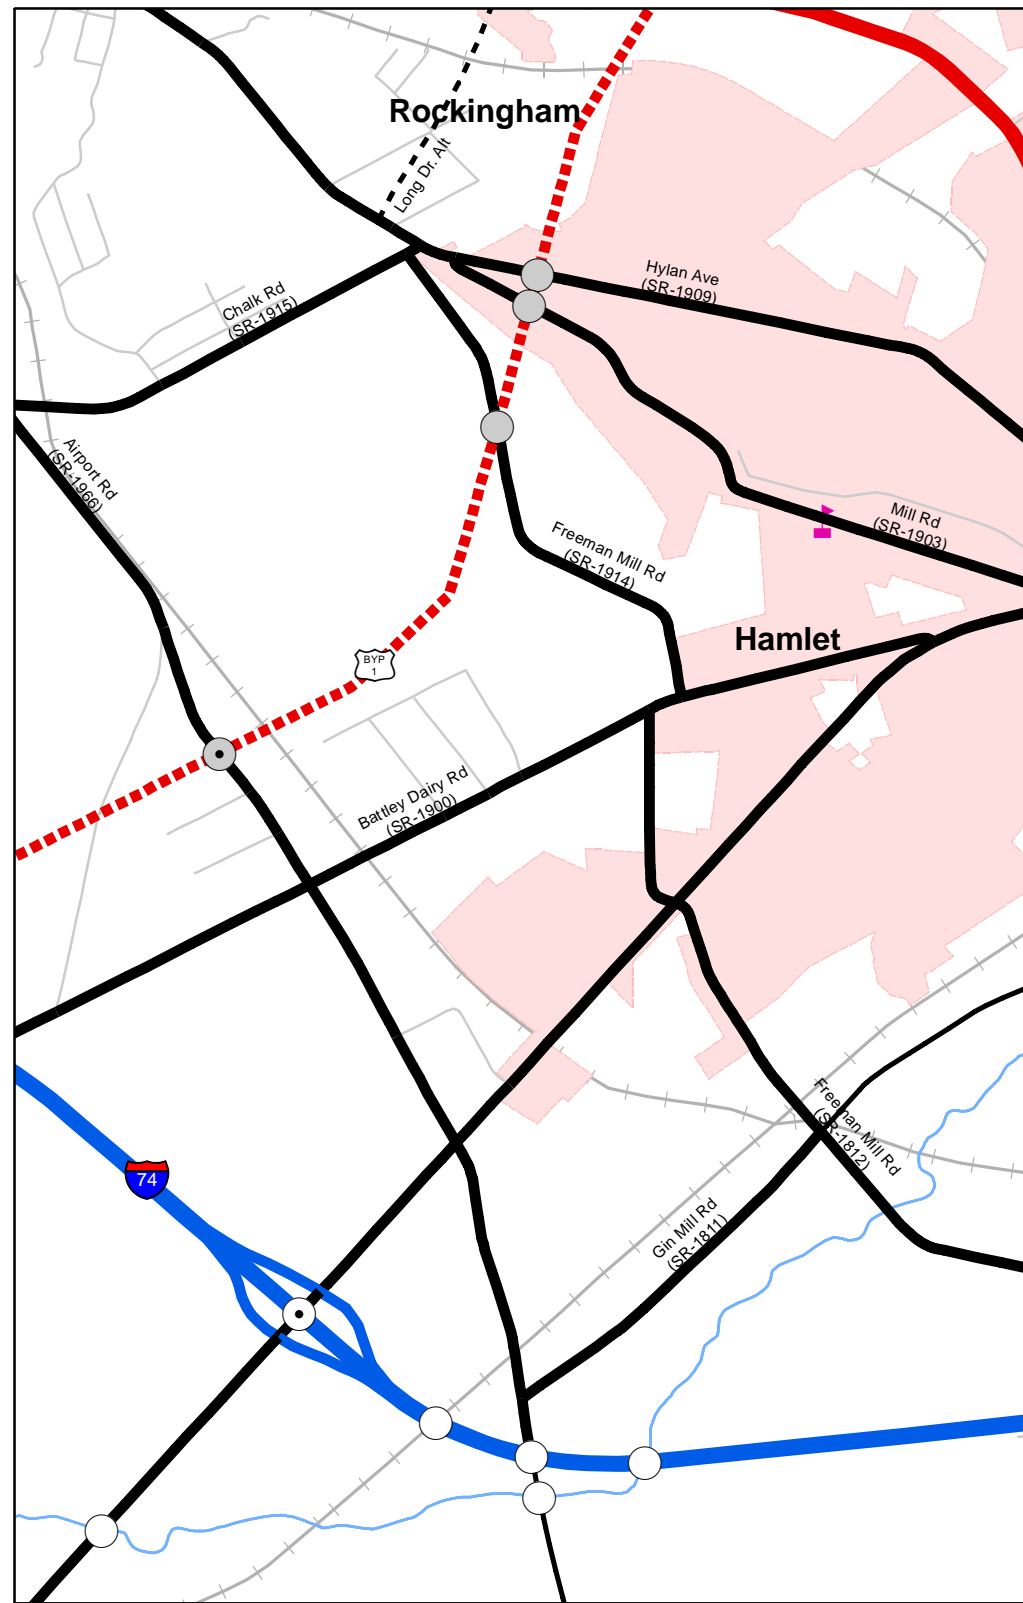 Rockingham
Long Dr. Alt
Hylan Ave
(SR-1909)
Chalk Rd
(SR-1915)
Airport Rd
(SR-1966)
Mill Rd
(SR-1903)
Freeman Mill Rd
(SR-1914)
Hamlet
BYP
1
Battley Dairy Rd
(SR-1900)
Freeman Mill Rd
(SR-1812)
74
Gin Mill Rd
(SR-1811)